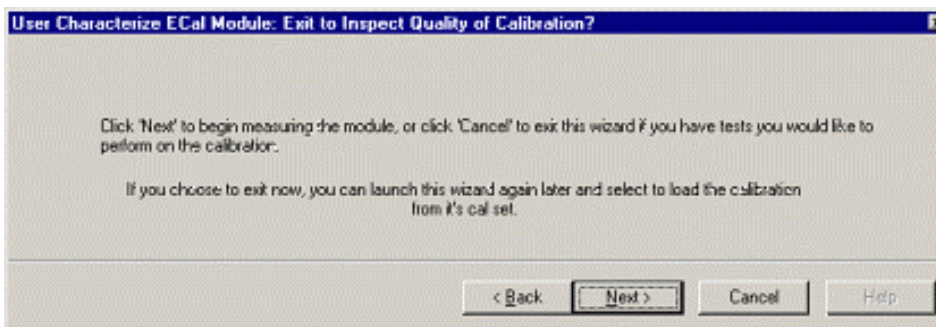 User Characterize ECal Module: Exit to Inspect Quality of Calibration?
Click 'Next' to begin measuring the module, or click 'Cancel' to exit this wizard if you have tests you would like to
perform on the calibration.
If you choose to exit now, you can launch this wizard again later and select to load the calibration
from it's cal set.
< Back Next > Cancel Help